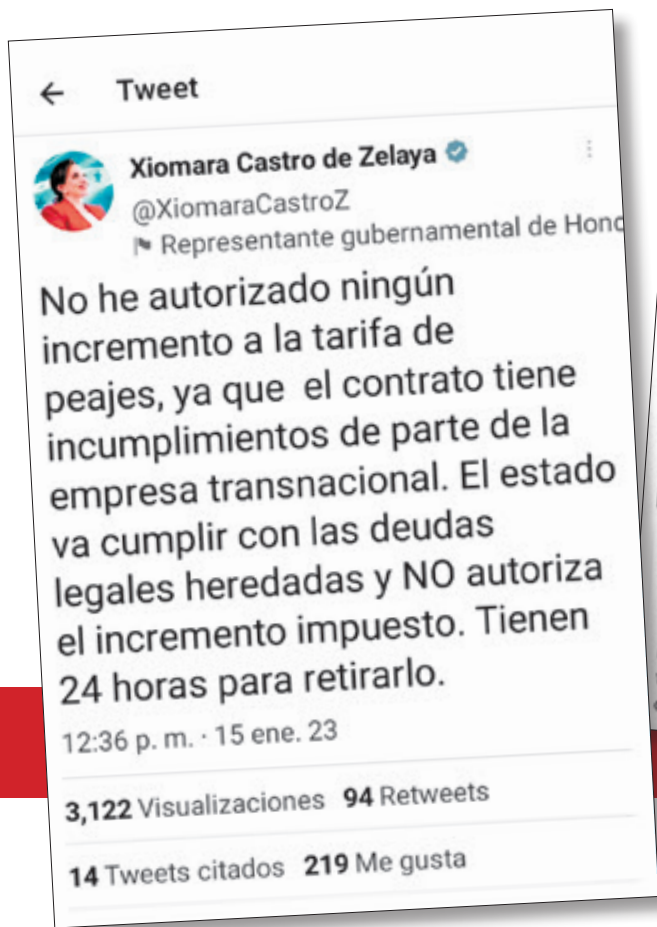 Tweet
Xiomara Castro de Zelaya
@XiomaraCastroZ
Representante gubernamental de Hond
No he autorizado ningún
incremento a la tarifa de
peajes, ya que el contrato tiene
incumplimientos de parte de la
empresa transnacional. El estado
va cumplir con las deudas
legales heredadas y NO autoriza
el incremento impuesto. Tienen
24 horas para retirarlo.
12:36 p. m. · 15 ene. 23
3,122 Visualizaciones 94 Retweets
14 Tweets citados 219 Me gusta